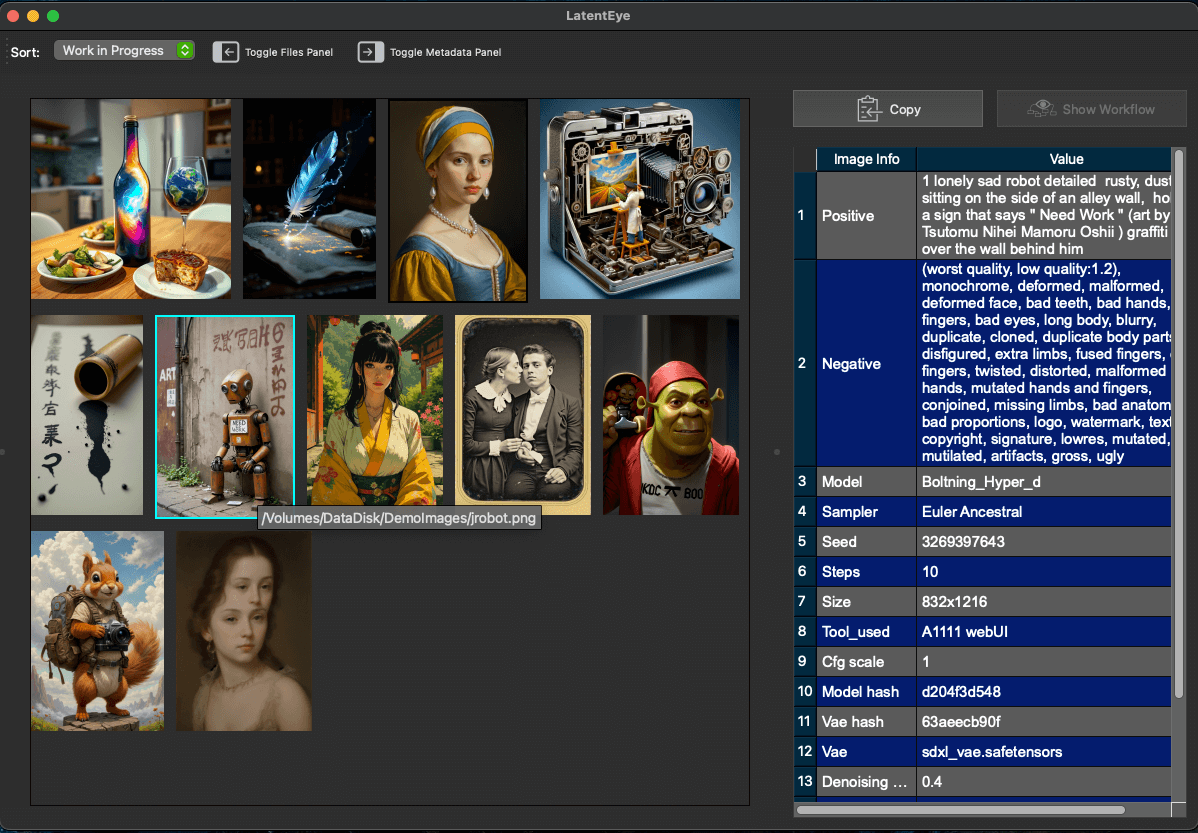 LatentEye
Sort:
Work in Progress
Toggle Files Panel
Toggle Metadata Panel
Copy
Show Workflow
Image Info
Value
1
Positive
1 lonely sad robot detailed  rusty, dust
sitting on the side of an alley wall,  ho
a sign that says " Need Work " (art by
Tsutomu Nihei Mamoru Oshii ) graffiti
over the wall behind him
2
Negative
(worst quality, low quality:1.2),
monochrome, deformed, malformed,
deformed face, bad teeth, bad hands,
fingers, bad eyes, long body, blurry,
duplicate, cloned, duplicate body parts
disfigured, extra limbs, fused fingers,
fingers, twisted, distorted, malformed
hands, mutated hands and fingers,
conjoined, missing limbs, bad anatom
bad proportions, logo, watermark, text
copyright, signature, lowres, mutated,
mutilated, artifacts, gross, ugly
3
Model
Boltning_Hyper_d
4
Sampler
Euler Ancestral
5
Seed
3269397643
6
Steps
10
7
Size
832x1216
8
Tool_used
A1111 webUI
9
Cfg scale
1
10
Model hash
d204f3d548
11
Vae hash
63aeecb90f
12
Vae
sdxl_vae.safetensors
13
Denoising ...
0.4
ART
NEED
WORK
KDC
BOO
/Volumes/DataDisk/DemoImages/jrobot.png